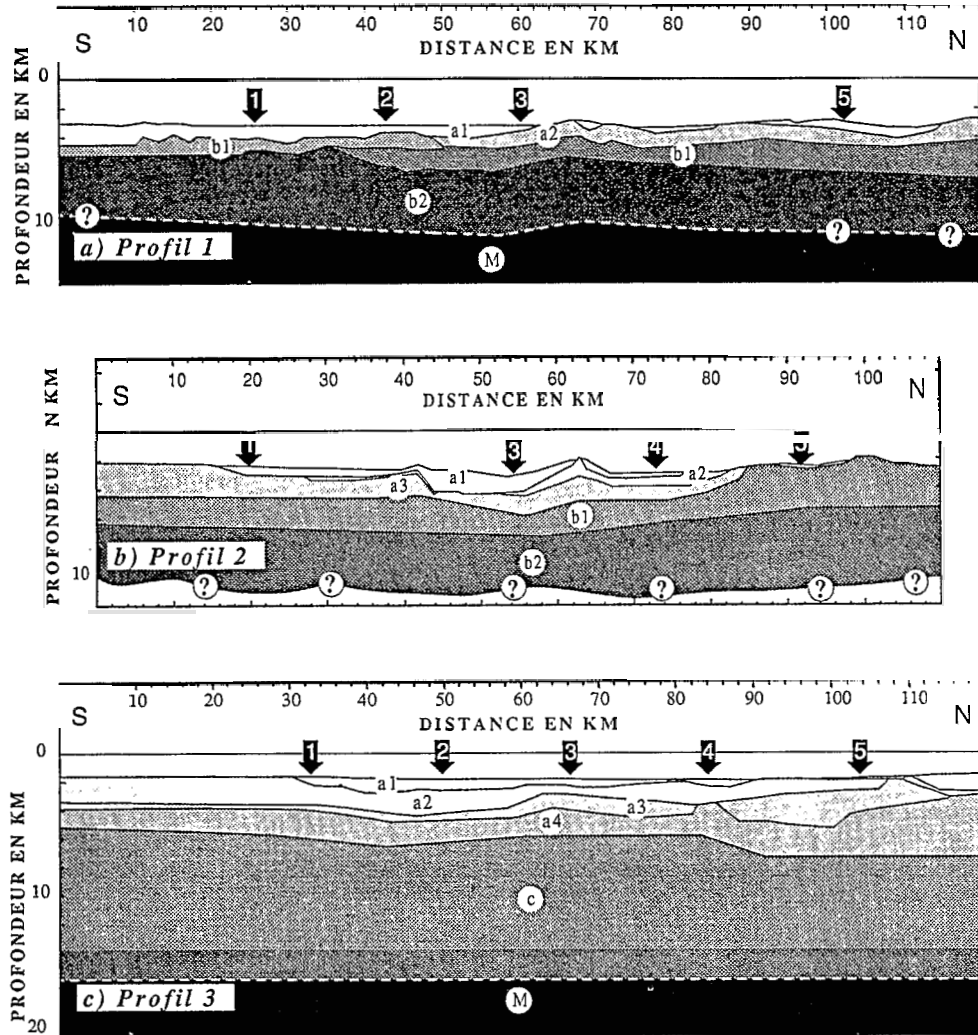 10 20 30 40 50 60 70 80 90 100 110
S DISTANCE EN KM N
PROFONDEUR EN KM
0
1 2 3 5
a1 a2
b1 b1
b2
10
? ? ?
a) Profil 1
M
10 20 30 40 50 60 70 80 90 100
S DISTANCE EN KM N
PROFONDEUR N KM
1 3 4
a1 a2
a3
b1
b) Profil 2
b2
10
? ? ? ? ? ?
10 20 30 40 50 60 70 80 90 100 110
S DISTANCE EN KM N
PROFONDEUR EN KM
0
1 2 3 4 5
a1
a2 a3
a4
10
c
c) Profil 3
M
20